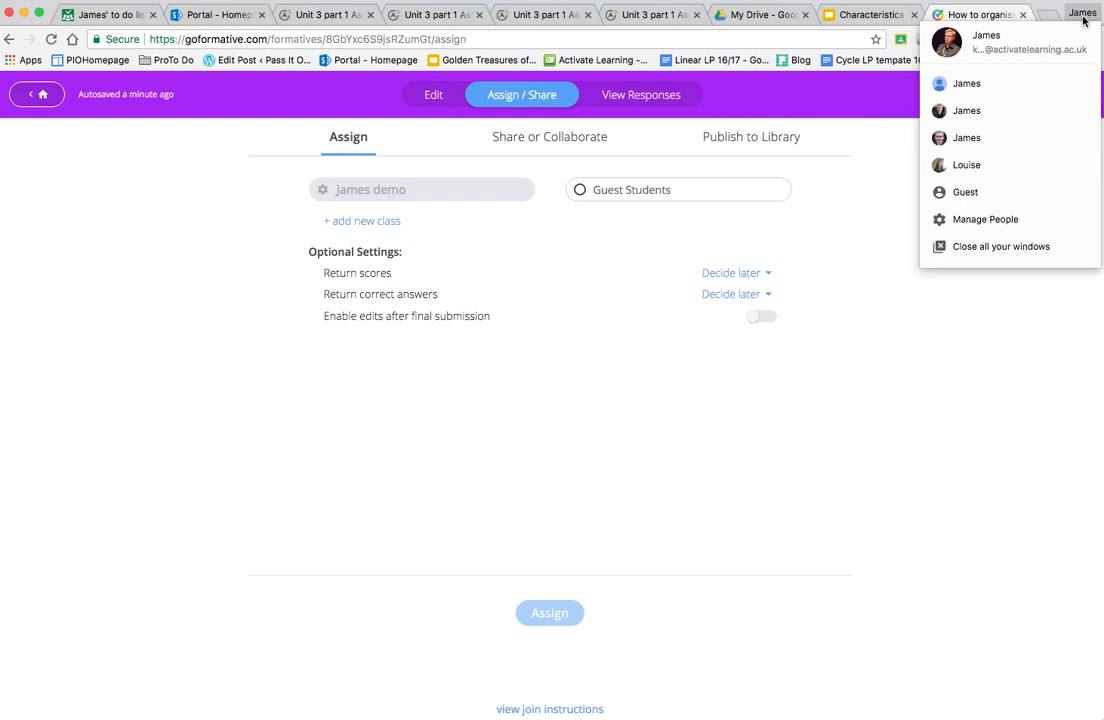 James' to do lis
Portal - Homep
Unit 3 part 1 As
Unit 3 part 1 As
Unit 3 part 1 As
Unit 3 part 1 As
My Drive - Goo
Characteristics
How to organise
James
Secure
https://goformative.com/formatives/8GbYxc6S9jsRZumGt/assign
Apps
PIOHomepage
ProTo Do
Edit Post ‹ Pass It O...
Portal - Homepage
Golden Treasures of...
Activate Learning -...
Linear LP 16/17 - Go...
Blog
Cycle LP tempate 16
James
k...@activatelearning.ac.uk
James
James
James
Louise
Guest
Manage People
Close all your windows
Autosaved a minute ago
Edit
Assign / Share
View Responses
Assign
Share or Collaborate
Publish to Library
James demo
Guest Students
+ add new class
Optional Settings:
Return scores
Decide later
Return correct answers
Decide later
Enable edits after final submission
Assign
view join instructions